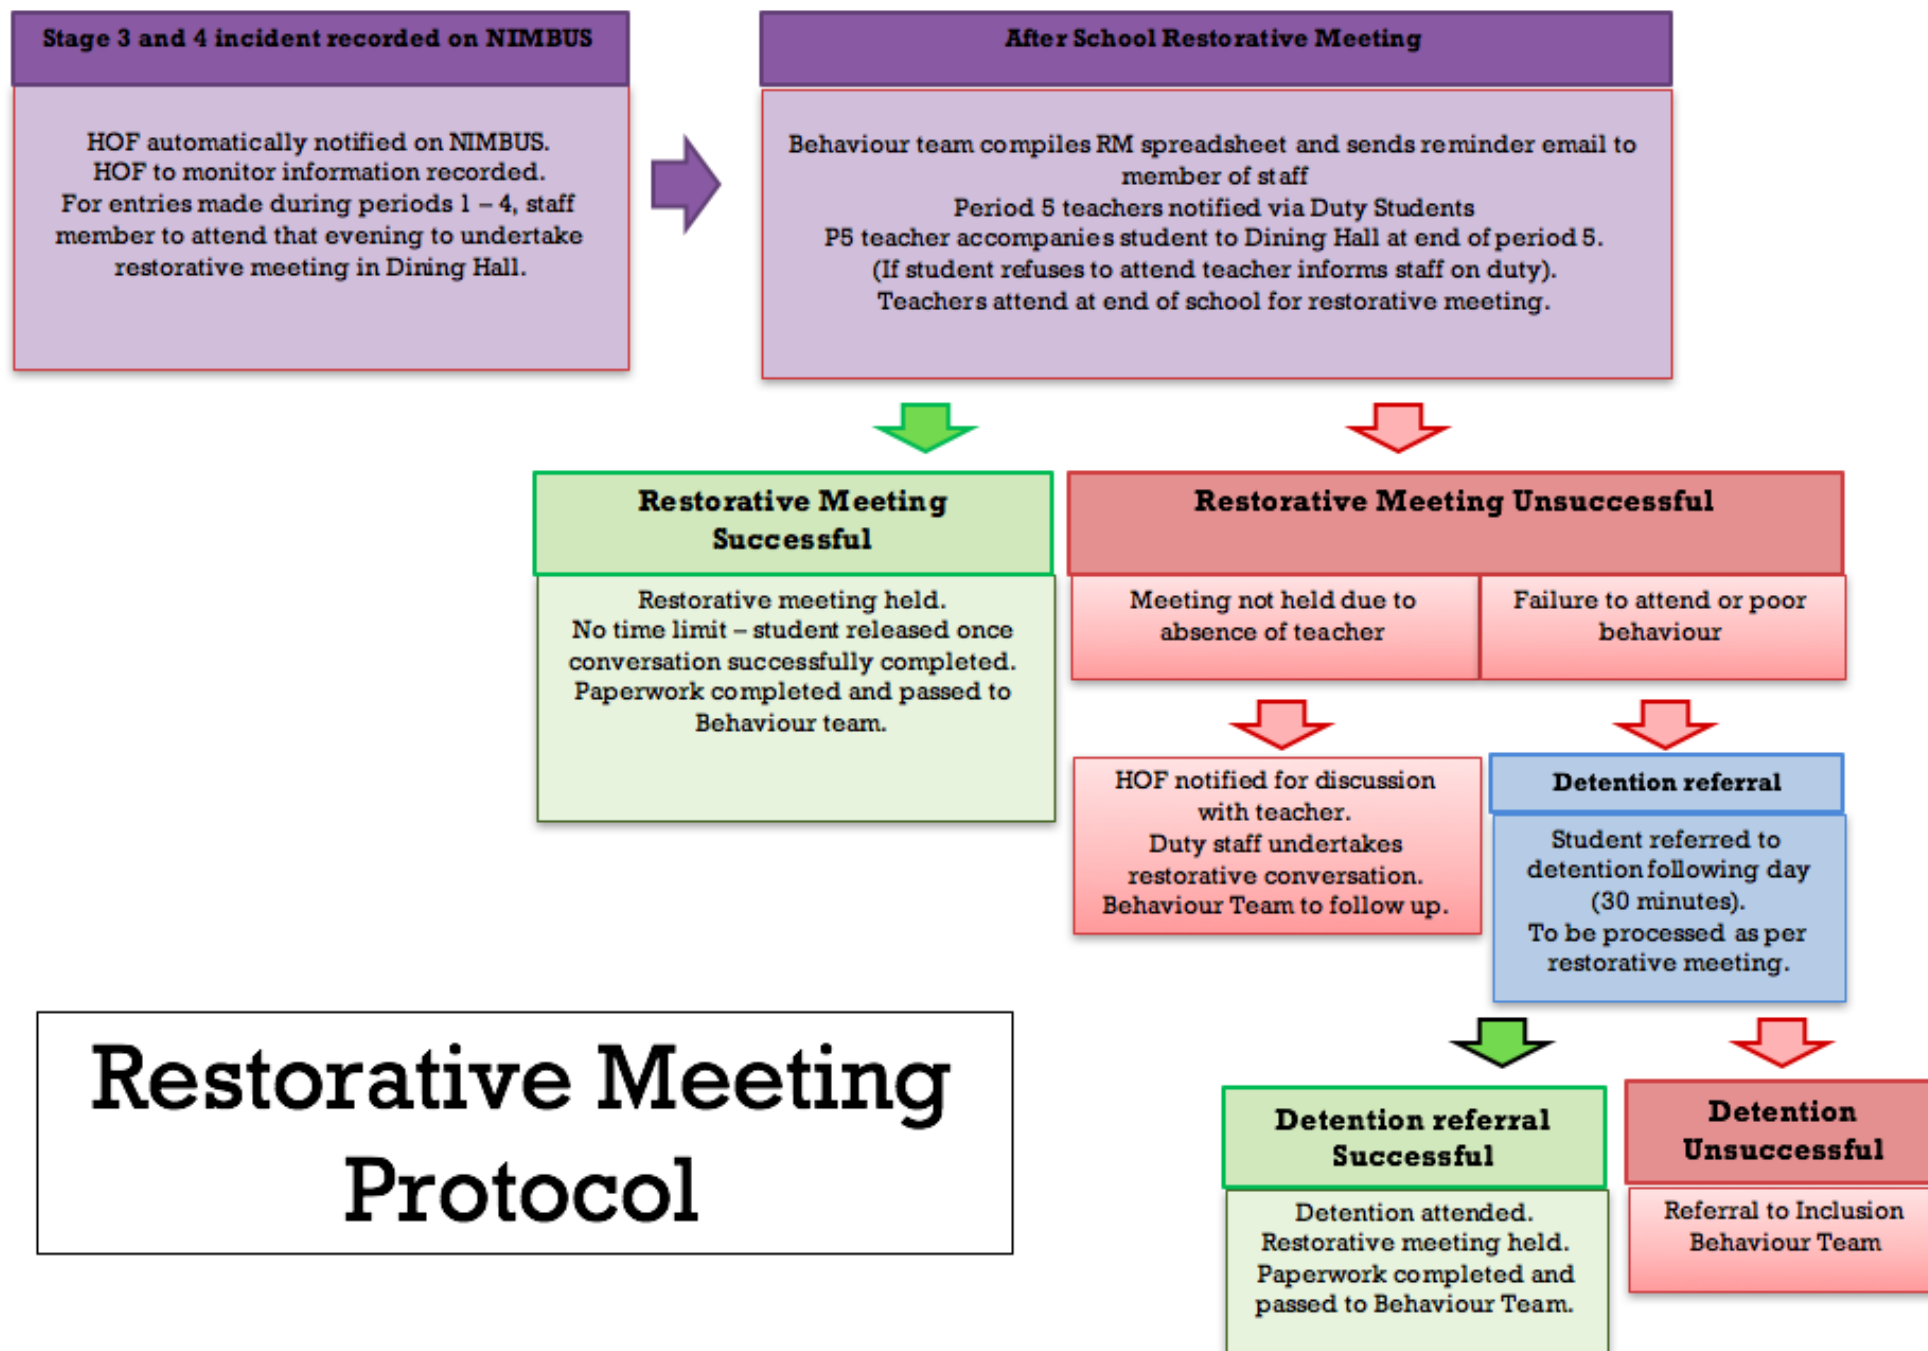 Stage 3 and 4 incident recorded on NIMBUS
HOF automatically notified on NIMBUS.
HOF to monitor information recorded.
For entries made during periods 1 – 4, staff
member to attend that evening to undertake
restorative meeting in Dining Hall.
After School Restorative Meeting
Behaviour team compiles RM spreadsheet and sends reminder email to
member of staff
Period 5 teachers notified via Duty Students
P5 teacher accompanies student to Dining Hall at end of period 5.
(If student refuses to attend teacher informs staff on duty).
Teachers attend at end of school for restorative meeting.
Restorative Meeting
Successful
Restorative meeting held.
No time limit – student released once
conversation successfully completed.
Paperwork completed and passed to
Behaviour team.
Restorative Meeting Unsuccessful
Meeting not held due to
absence of teacher
Failure to attend or poor
behaviour
HOF notified for discussion
with teacher.
Duty staff undertakes
restorative conversation.
Behaviour Team to follow up.
Detention referral
Student referred to
detention following day
(30 minutes).
To be processed as per
restorative meeting.
Detention referral
Successful
Detention attended.
Restorative meeting held.
Paperwork completed and
passed to Behaviour Team.
Detention
Unsuccessful
Referral to Inclusion
Behaviour Team
Restorative Meeting
Protocol